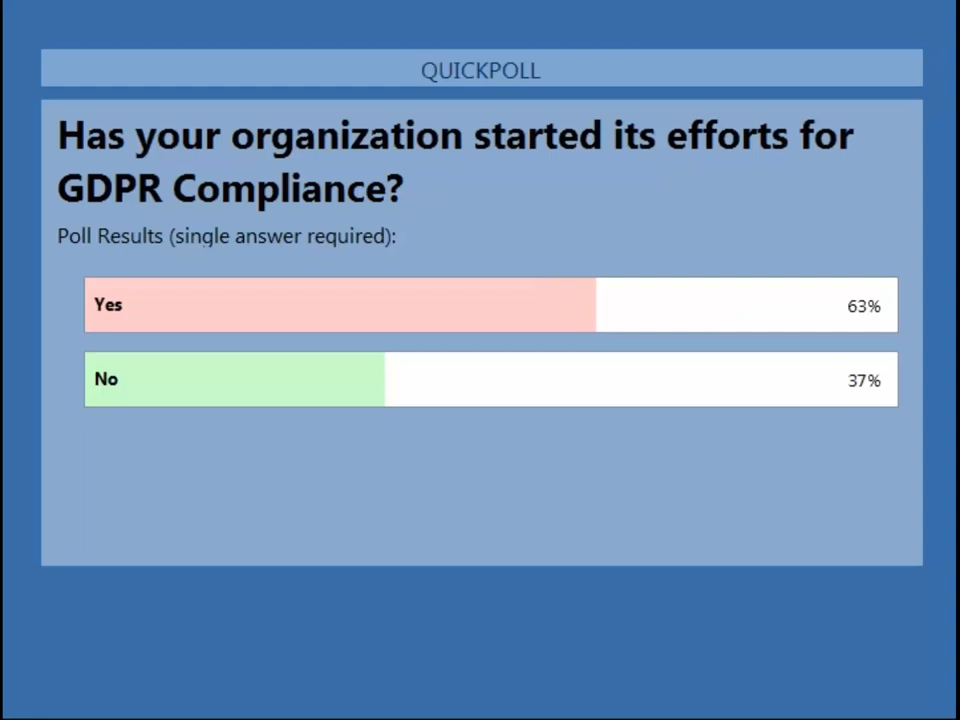 QUICKPOLL
Has your organization started its efforts for
GDPR Compliance?
Poll Results (single answer required):
Yes 63%
No 37%